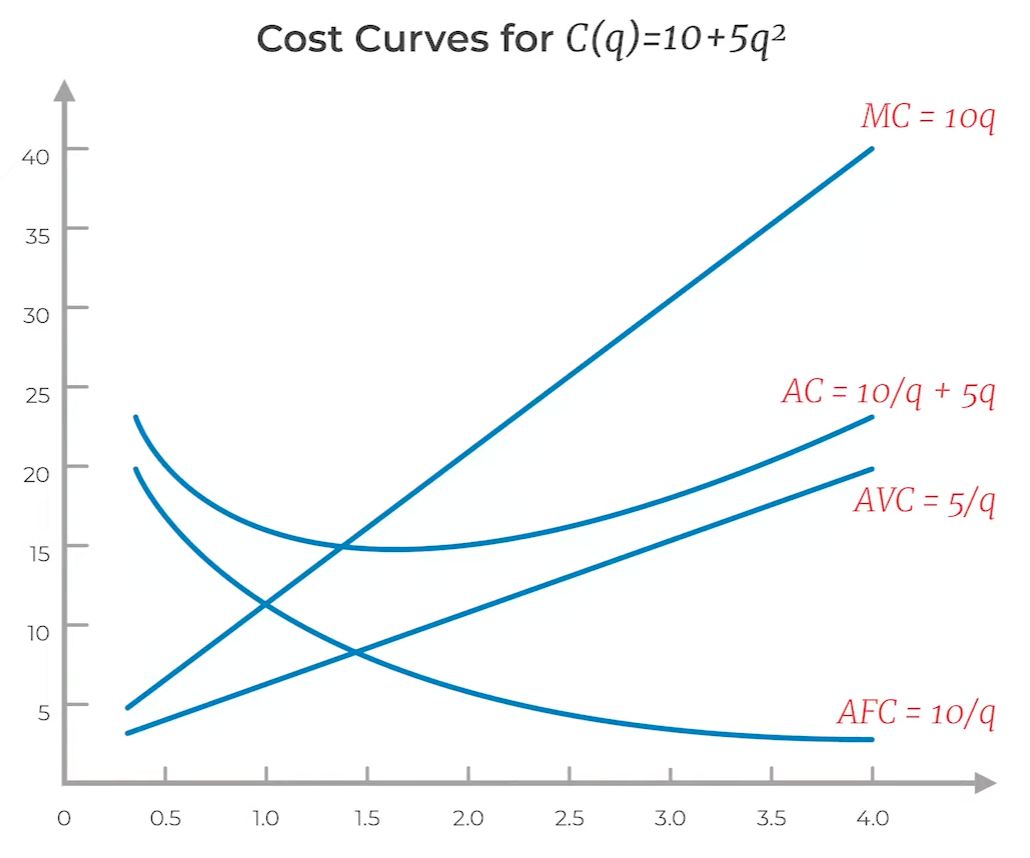 Cost Curves for C(q)=10+5q²
MC = 10q
40
35
30
25
AC = 10/q + 5q
20
AVC = 5/q
15
10
5
AFC = 10/q
0 0.5 1.0 1.5 2.0 2.5 3.0 3.5 4.0